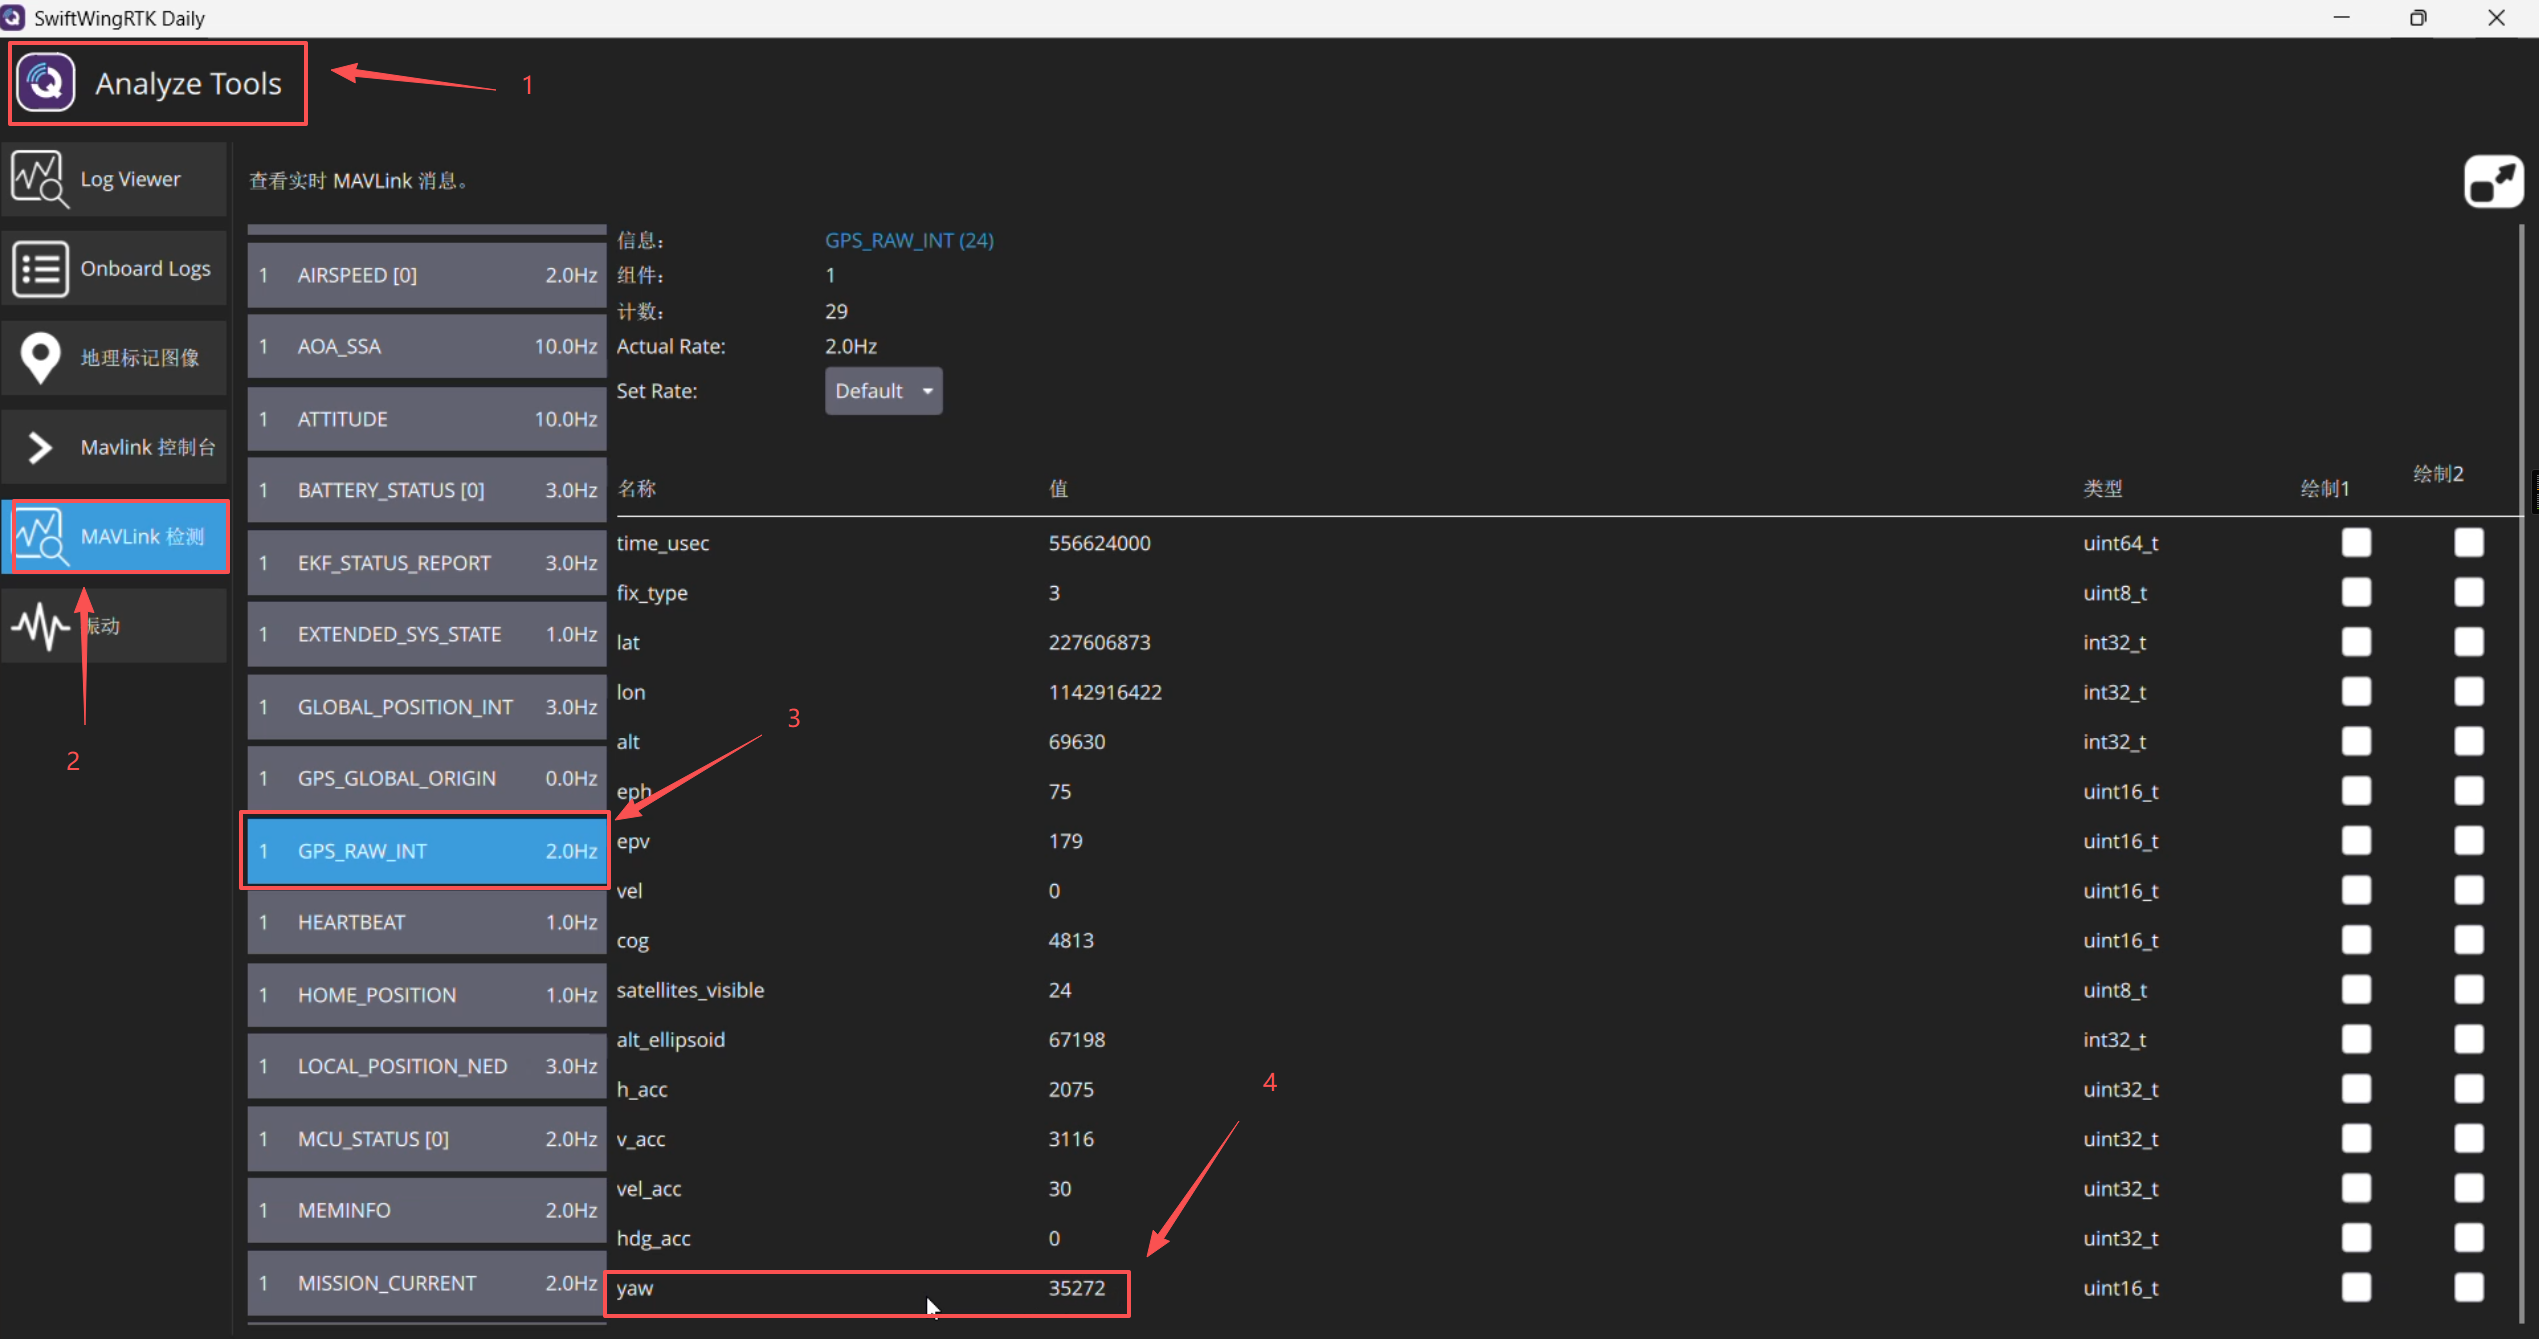 SwiftWingRTK Daily
Analyze Tools
1
Log Viewer
Onboard Logs
地理标记图像
Mavlink 控制台
MAVLink 检测
振动
2
查看实时 MAVLink 消息。
1 AIRSPEED [0] 2.0Hz
1 AOA_SSA 10.0Hz
1 ATTITUDE 10.0Hz
1 BATTERY_STATUS [0] 3.0Hz
1 EKF_STATUS_REPORT 3.0Hz
1 EXTENDED_SYS_STATE 1.0Hz
1 GLOBAL_POSITION_INT 3.0Hz
1 GPS_GLOBAL_ORIGIN 0.0Hz
1 GPS_RAW_INT 2.0Hz
1 HEARTBEAT 1.0Hz
1 HOME_POSITION 1.0Hz
1 LOCAL_POSITION_NED 3.0Hz
1 MCU_STATUS [0] 2.0Hz
1 MEMINFO 2.0Hz
1 MISSION_CURRENT 2.0Hz
信息： GPS_RAW_INT (24)
组件： 1
计数： 29
Actual Rate: 2.0Hz
Set Rate: Default
名称 值 类型 绘制1 绘制2
time_usec 556624000 uint64_t
fix_type 3 uint8_t
lat 227606873 int32_t
lon 1142916422 int32_t
3
alt 69630 int32_t
eph 75 uint16_t
epv 179 uint16_t
vel 0 uint16_t
cog 4813 uint16_t
satellites_visible 24 uint8_t
alt_ellipsoid 67198 int32_t
h_acc 2075 uint32_t
4
v_acc 3116 uint32_t
vel_acc 30 uint32_t
hdg_acc 0 uint32_t
yaw 35272 uint16_t